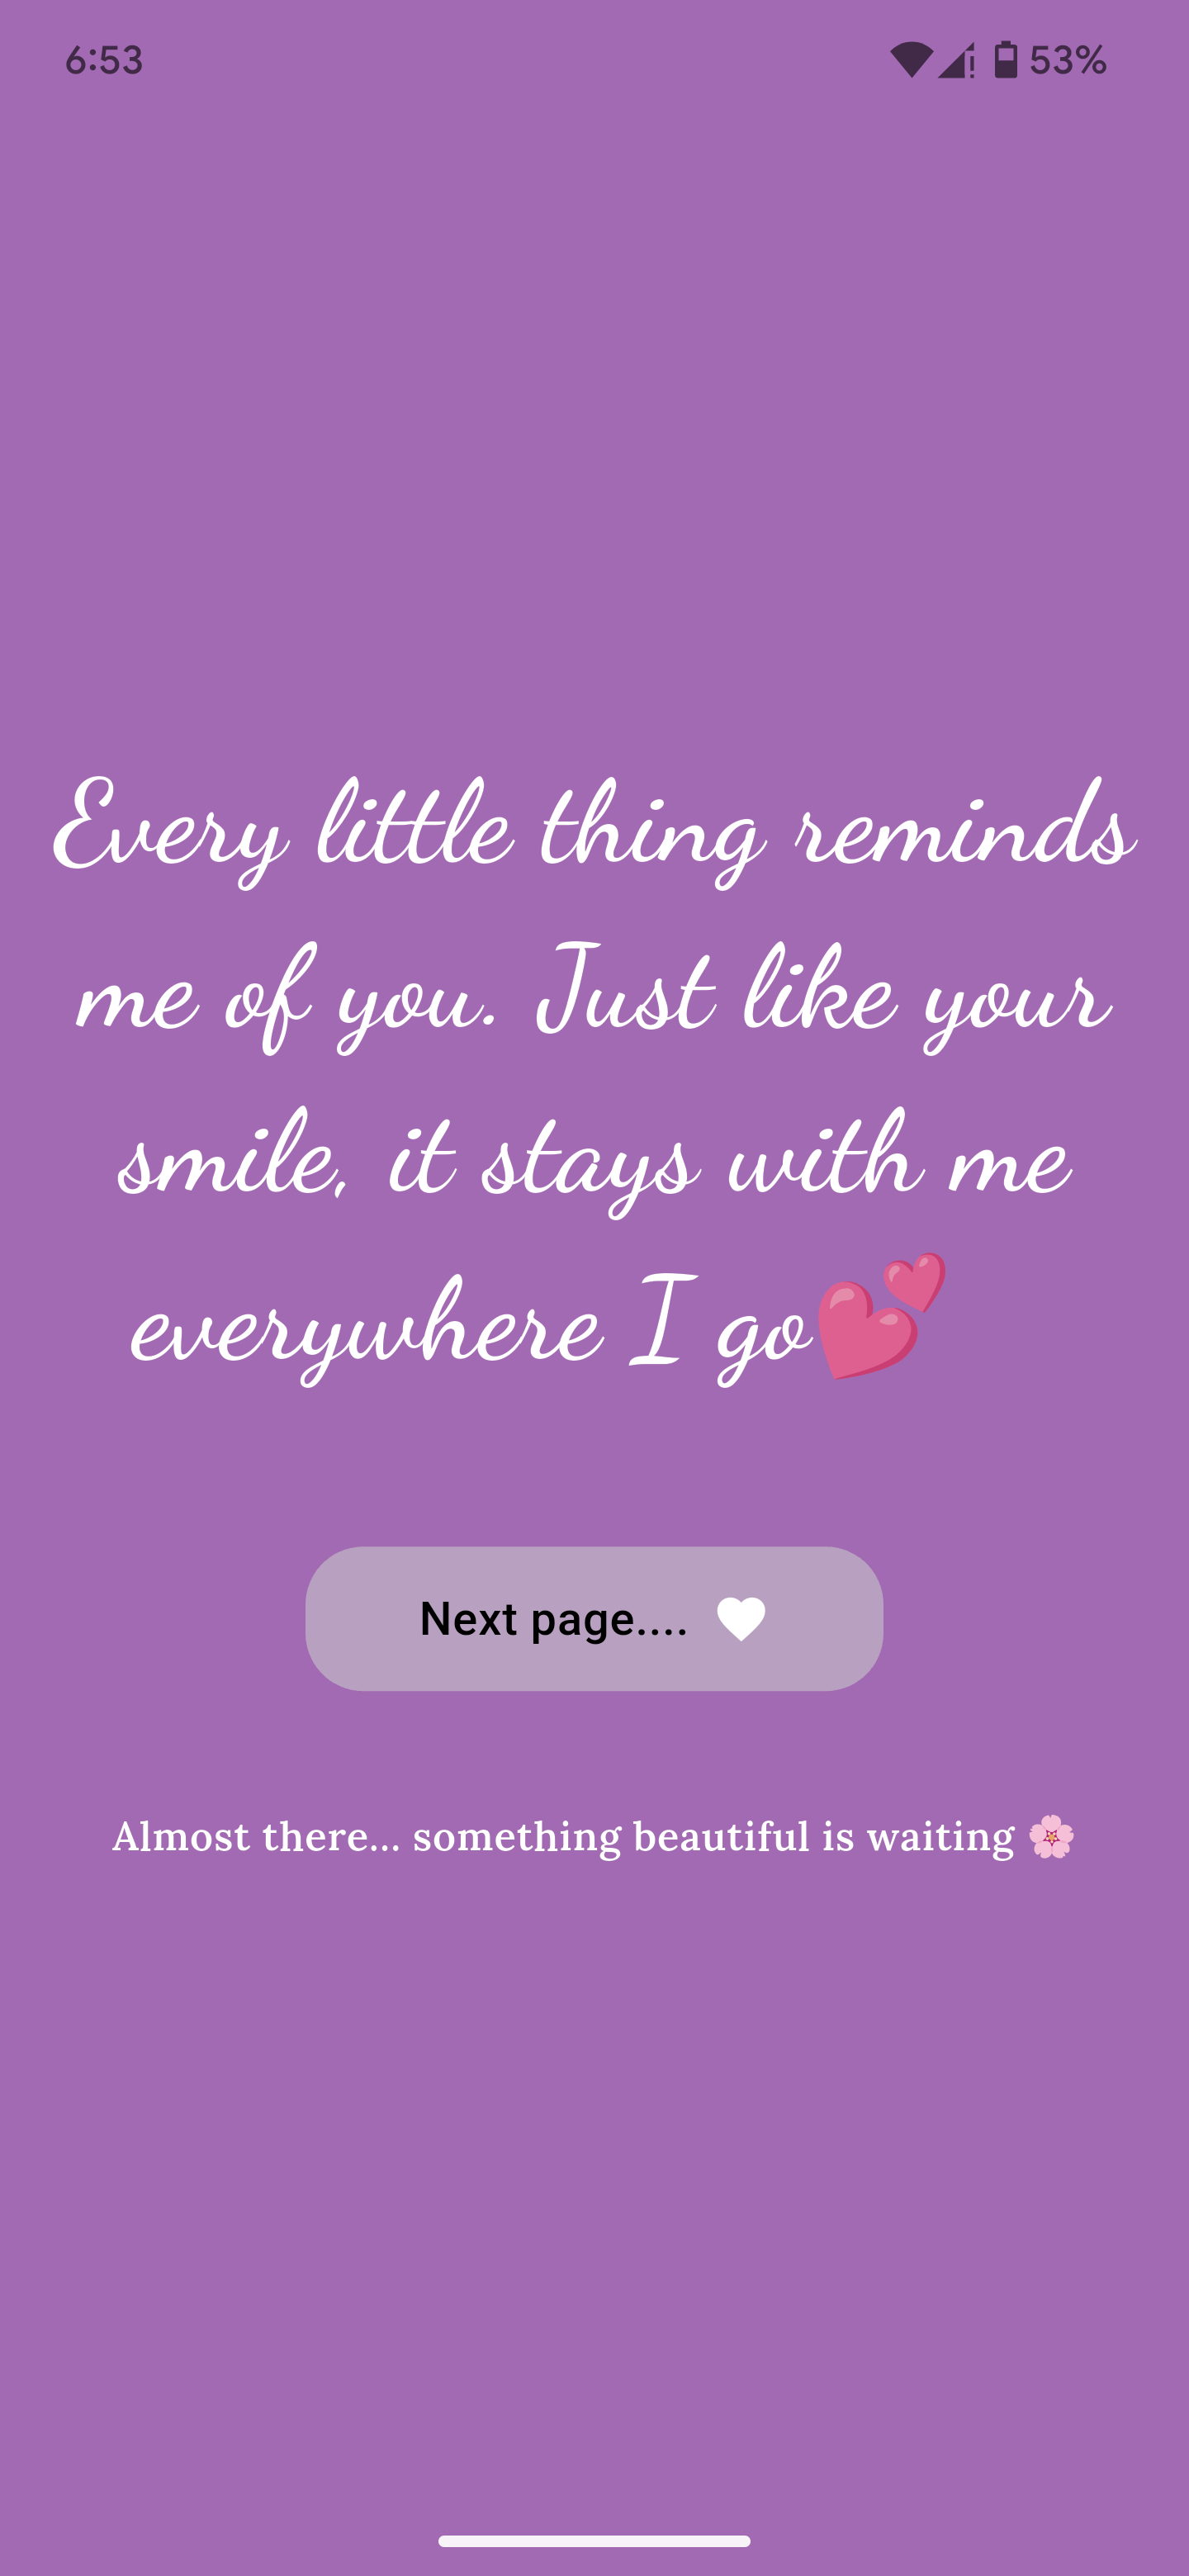 6:53
53%
Every little thing reminds
me of you. Just like your
smile, it stays with me
everywhere I go💕
Next page....
Almost there... something beautiful is waiting 🌸